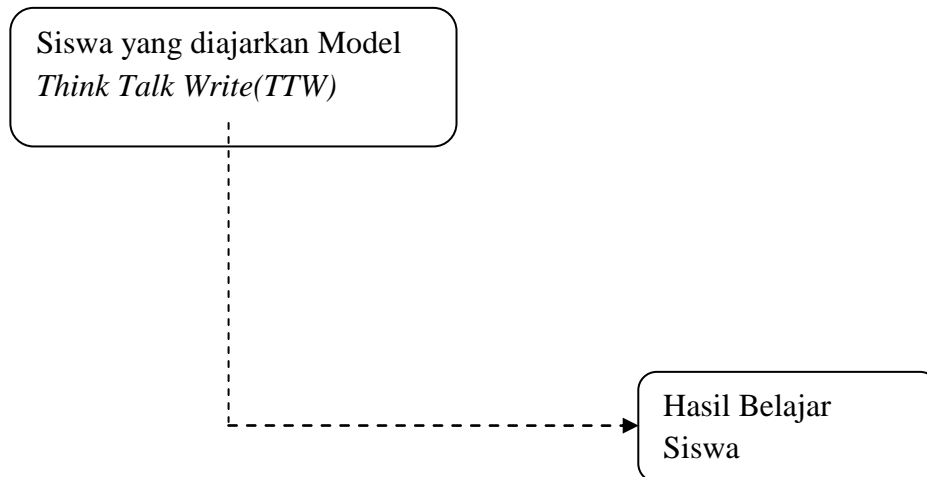 Siswa yang diajarkan Model
Think Talk Write(TTW)
Hasil Belajar
Siswa